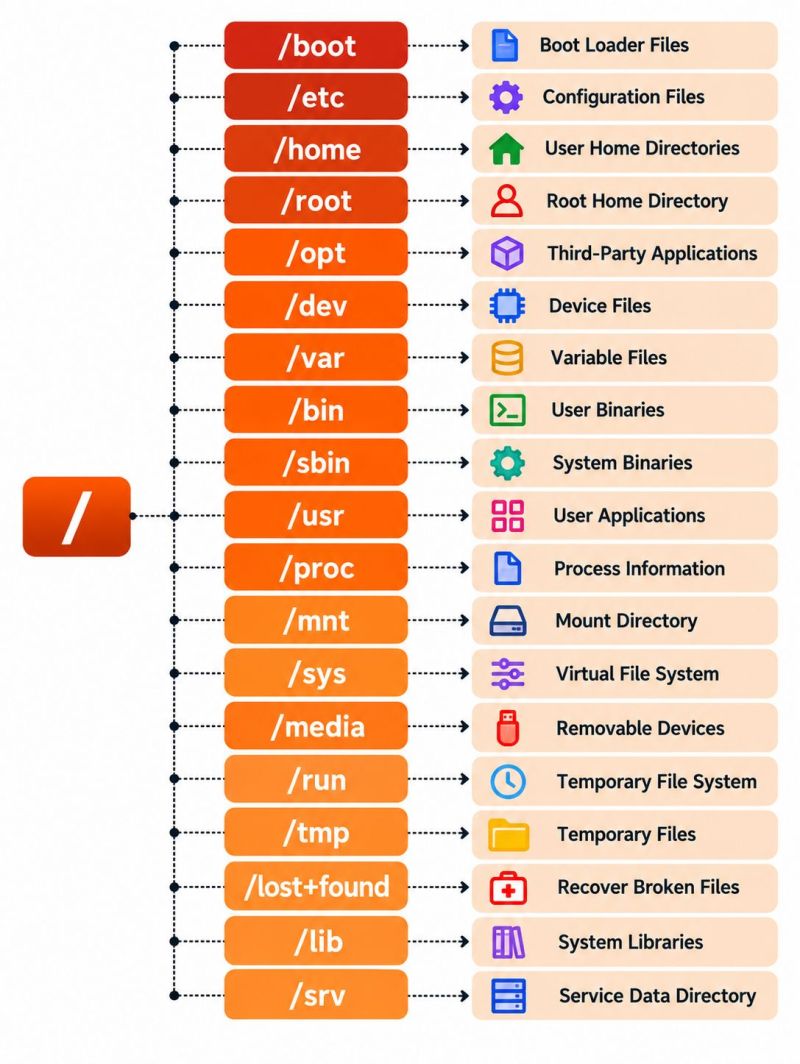 /boot Boot Loader Files
/etc Configuration Files
/home User Home Directories
/root Root Home Directory
/opt Third-Party Applications
/dev Device Files
/var Variable Files
/bin User Binaries
/sbin System Binaries
/
/usr User Applications
/proc Process Information
/mnt Mount Directory
/sys Virtual File System
/media Removable Devices
/run Temporary File System
/tmp Temporary Files
/lost+found Recover Broken Files
/lib System Libraries
/srv Service Data Directory